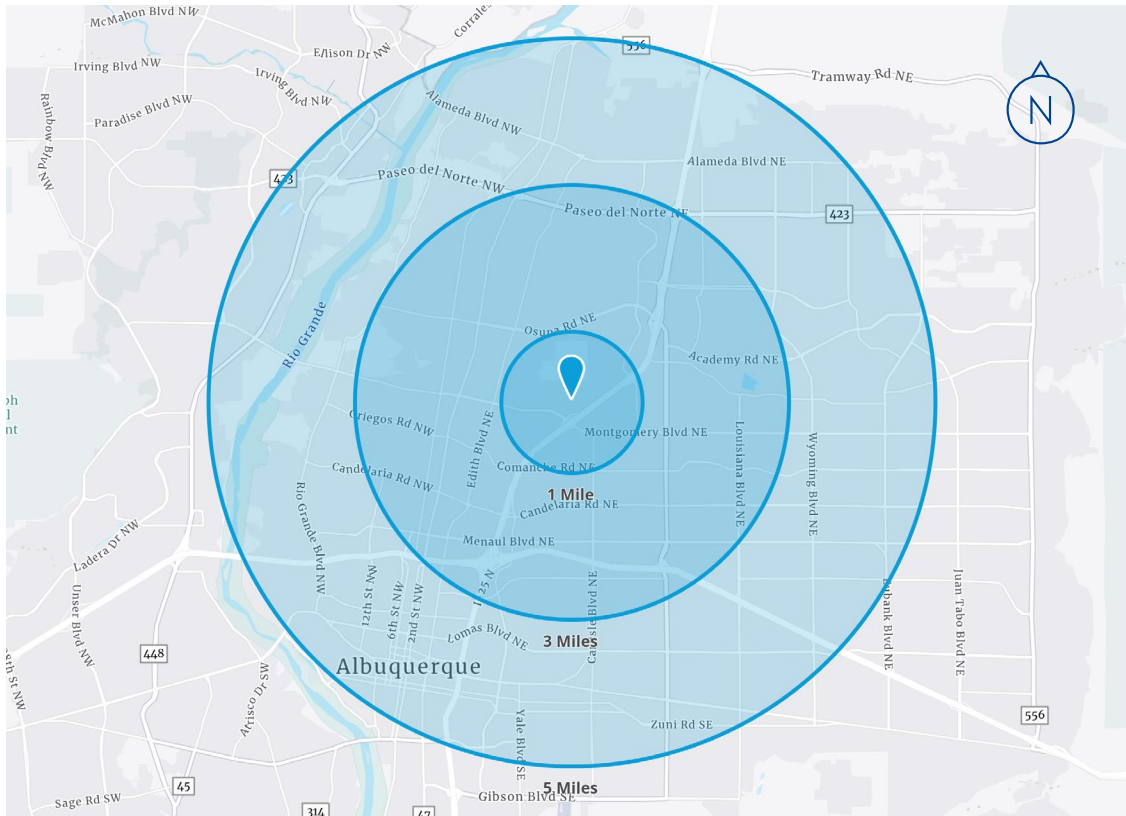 McMahon Blvd NW
Corrales
Ellison Dr NW
556
Irving Blvd NW
Irving Blvd NW
Tramway Rd NE
N
Rainbow Blvd NW
Paradise Blvd NW
Alameda Blvd NW
Alameda Blvd NE
423
Paseo del Norte NW
Paseo del Norte NE
423
Rio Grande
Osuna Rd NE
Academy Rd NE
ph
l
nt
Griegos Rd NW
Edith Blvd NE
Montgomery Blvd NE
Louisiana Blvd NE
Wyoming Blvd NE
Candelaria Rd NW
Comanche Rd NE
1 Mile
Rio Grande Blvd NW
Candelaria Rd NE
Ladera Dr NW
Menaul Blvd NE
Unser Blvd NW
12th St NW
6th St NW
2nd St NW
I-25 N
Carlisle Blvd NE
Eubank Blvd NE
Juan Tabo Blvd NE
Lomas Blvd NE
3 Miles
448
98th St NW
Albuquerque
Atrisco Dr SW
Yale Blvd SE
Zuni Rd SE
556
45
5 Miles
Sage Rd SW
Gibson Blvd SE
314
47